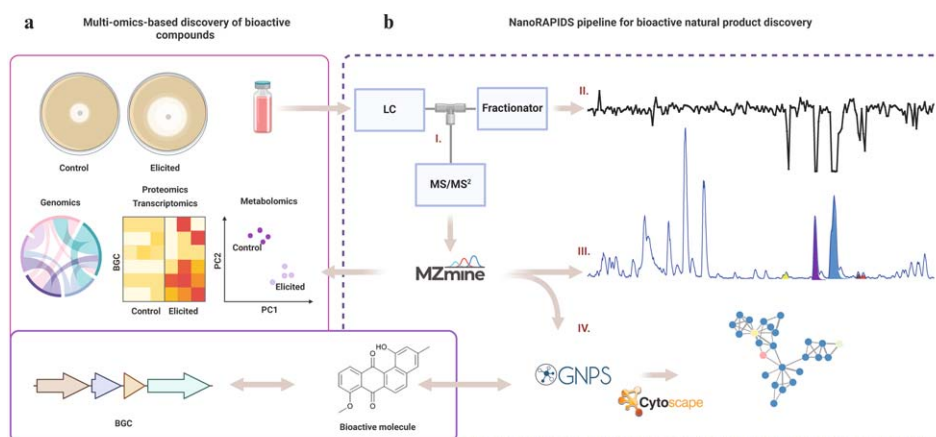 a
Multi-omics-based discovery of bioactive
compounds
b
NanoRAPIDS pipeline for bioactive natural product discovery
Control
Elicited
LC
Fractionator
I.
MS/MS²
II.
Genomics
Proteomics
Transcriptomics
Metabolomics
BGC
Control
Elicited
PC2
Control
Elicited
PC1
MZmine
III.
IV.
GNPS
Cytoscape
BGC
HO
O
O
O
Bioactive molecule